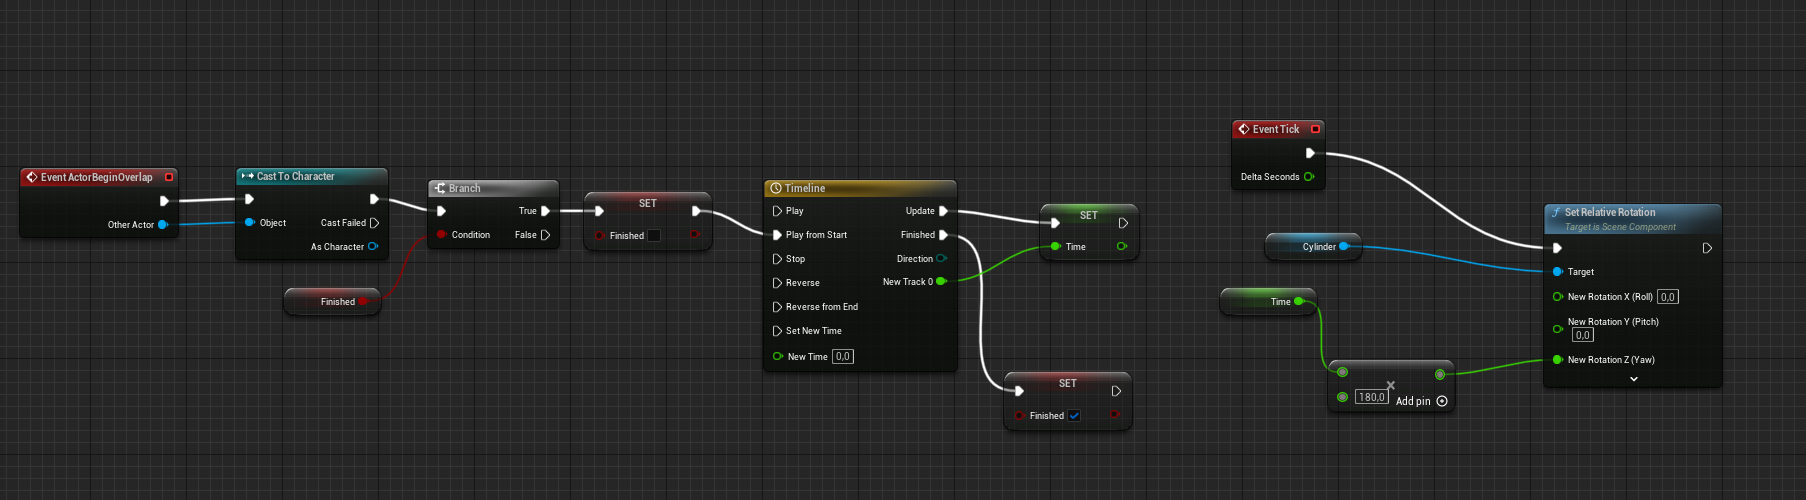 Event ActorBeginOverlap
Other Actor
Cast To Character
Object
Cast Failed
As Character
Finished
Branch
True
Condition
False
SET
Finished
Timeline
Play
Update
Play from Start
Finished
Stop
Direction
Reverse
New Track 0
Reverse from End
Set New Time
New Time 0,0
SET
Time
SET
Finished
Event Tick
Delta Seconds
Cylinder
Time
180,0
Add pin
f Set Relative Rotation
Target is Scene Component
Target
New Rotation X (Roll) 0,0
New Rotation Y (Pitch)
0,0
New Rotation Z (Yaw)